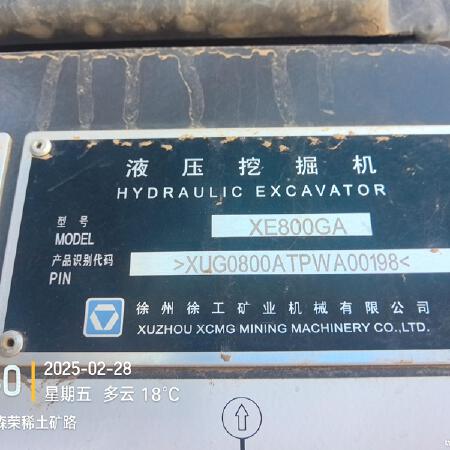 液压挖掘机
HYDRAULIC EXCAVATOR
型号
MODEL
XE800GA
产品识别代码
PIN
>XUG0800ATPWA00198<
徐州徐工矿业机械有限公司
XUZHOU XCMG MINING MACHINERY CO.,LTD.
2025-02-28
星期五 多云 18℃
森荣稀土矿路